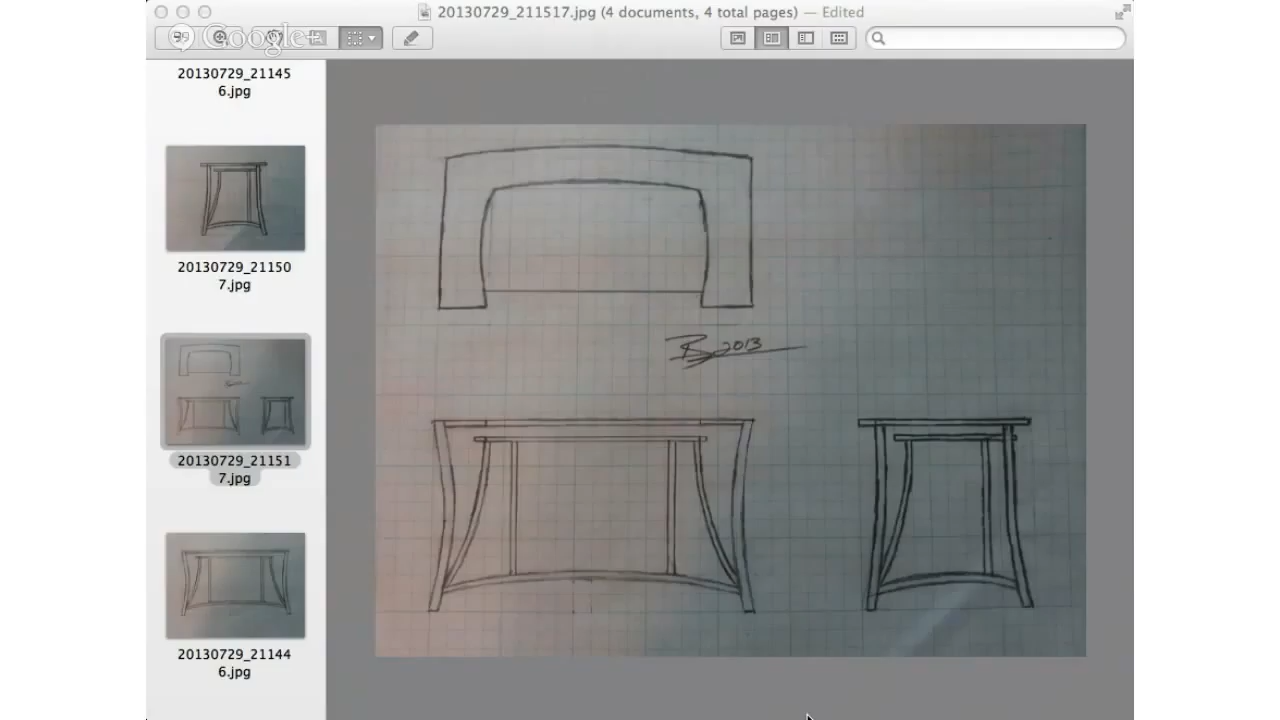 20130729_211517.jpg (4 documents, 4 total pages) — Edited
Google+
20130729_21145
6.jpg
20130729_21150
7.jpg
20130729_21151
7.jpg
20130729_21144
6.jpg
2013